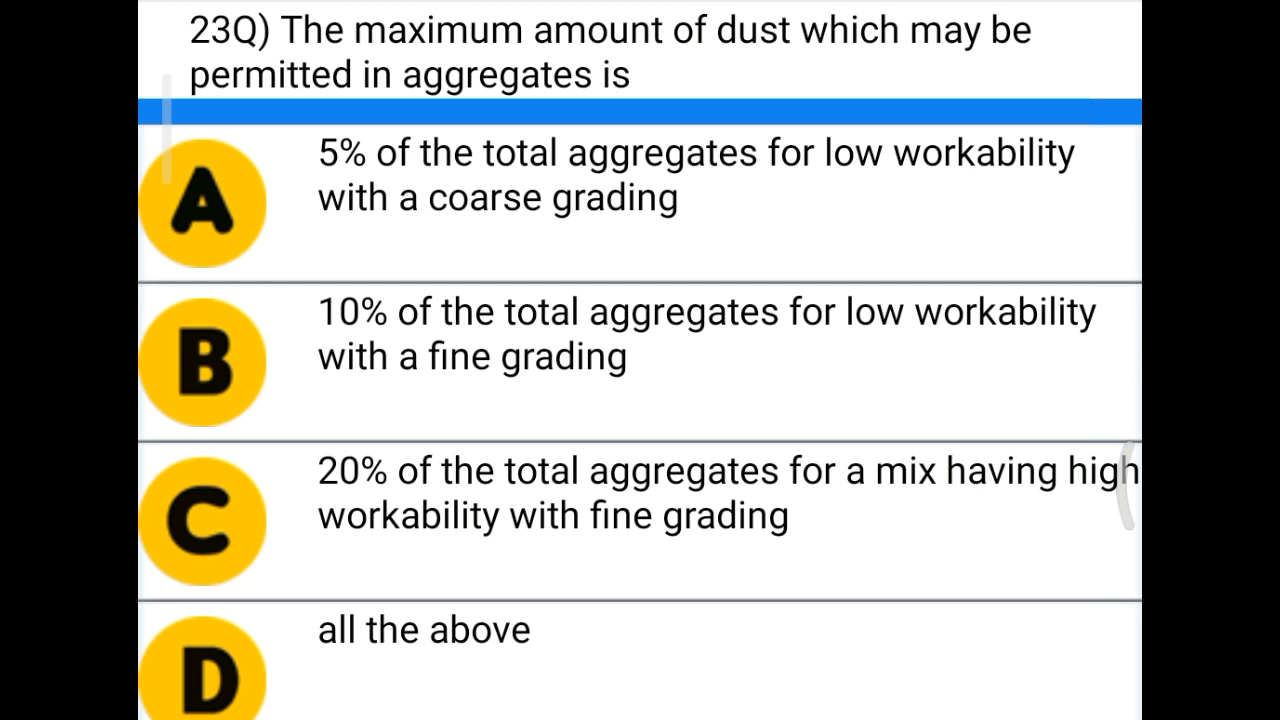 23Q) The maximum amount of dust which may be
permitted in aggregates is
A
5% of the total aggregates for low workability
with a coarse grading
B
10% of the total aggregates for low workability
with a fine grading
C
20% of the total aggregates for a mix having high
workability with fine grading
D
all the above